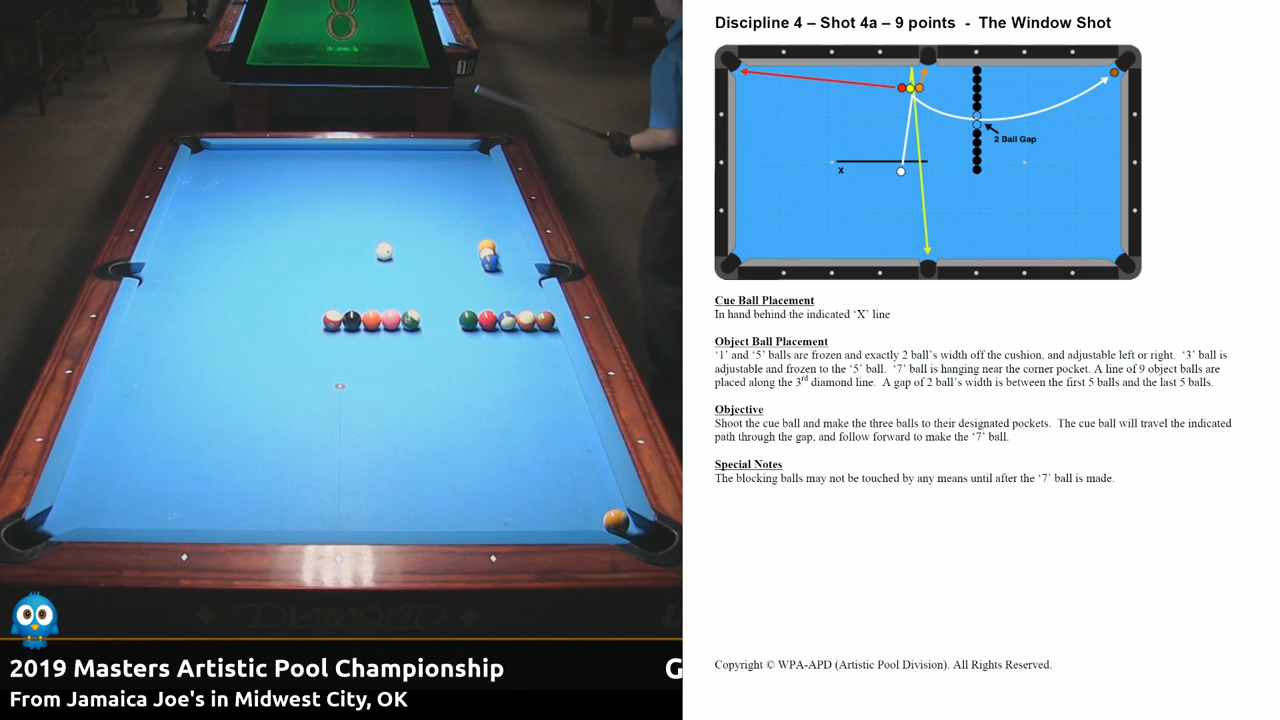 8
1
DIAMOND
2019 Masters Artistic Pool Championship
G
From Jamaica Joe's in Midwest City, OK
Discipline 4 – Shot 4a – 9 points - The Window Shot
2 Ball Gap
X
Cue Ball Placement
In hand behind the indicated 'X' line
Object Ball Placement
'1' and '5' balls are frozen and exactly 2 ball's width off the cushion, and adjustable left or right. '3' ball is
adjustable and frozen to the '5' ball. '7' ball is hanging near the corner pocket. A line of 9 object balls are
placed along the 3rd diamond line. A gap of 2 ball's width is between the first 5 balls and the last 5 balls.
Objective
Shoot the cue ball and make the three balls to their designated pockets. The cue ball will travel the indicated
path through the gap, and follow forward to make the '7' ball.
Special Notes
The blocking balls may not be touched by any means until after the '7' ball is made.
Copyright © WPA-APD (Artistic Pool Division). All Rights Reserved.